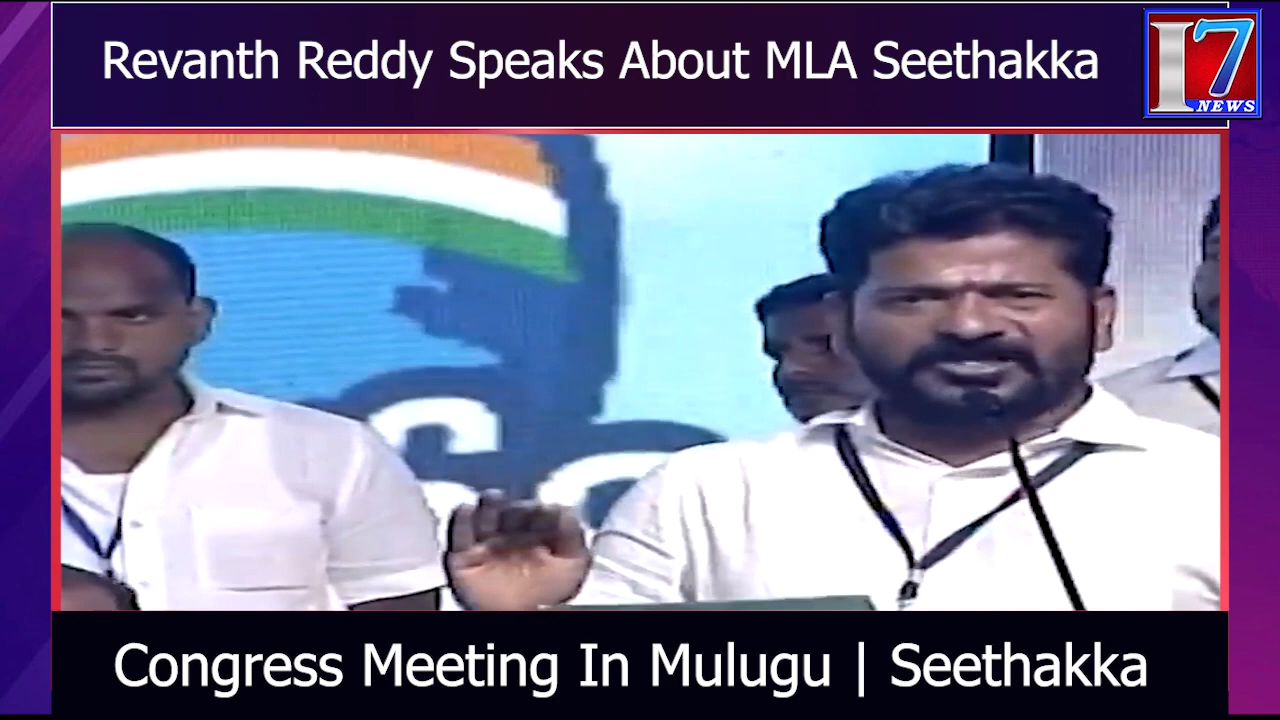 Revanth Reddy Speaks About MLA Seethakka
I7
NEWS
Congress Meeting In Mulugu | Seethakka